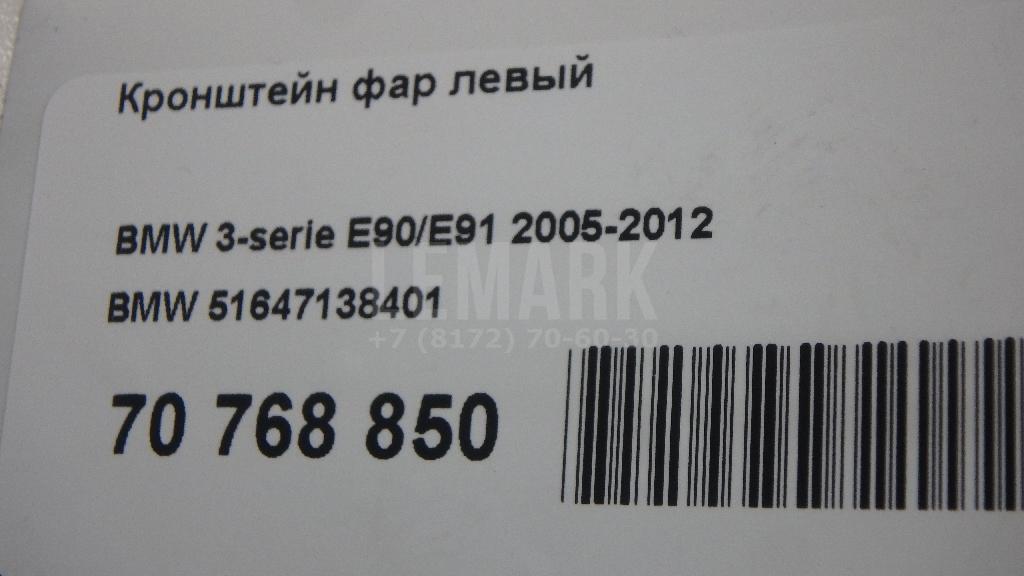 Кронштейн фар левый
BMW 3-serie E90/E91 2005-2012
LEMARK
BMW 51647138401
+7 (8172) 70-60-30
70 768 850